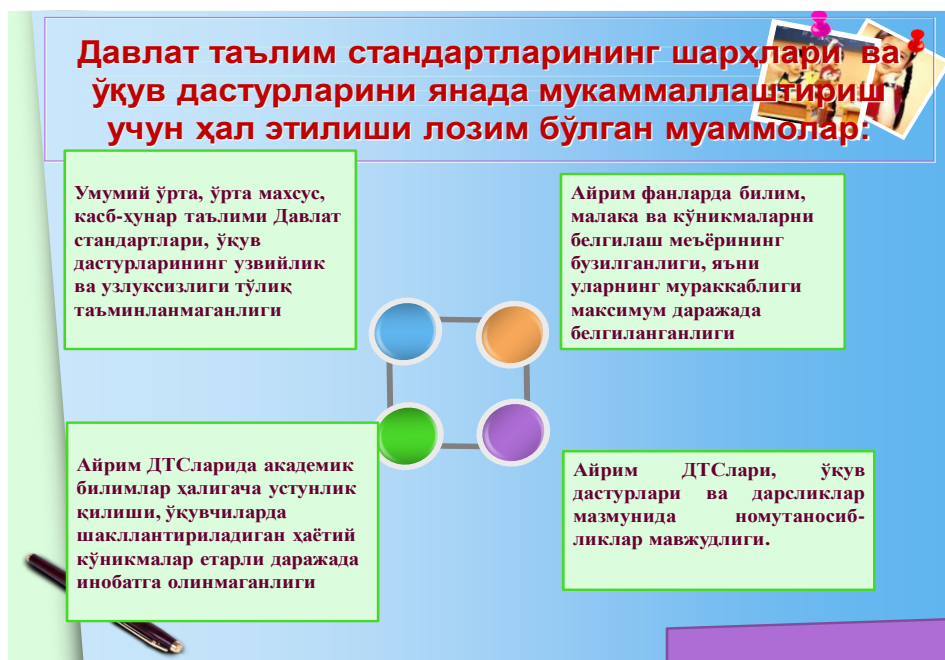 Давлат таълим стандартларининг шарҳлари ва
ўқув дастурларини янада мукаммаллаштириш
учун ҳал этилиши лозим бўлган муаммолар:
Умумий ўрта, ўрта махсус,
касб-ҳунар таълими Давлат
стандартлари, ўқув
дастурларининг узвийлик
ва узлуксизлиги тўлиқ
таъминланмаганлиги
Айрим фанларда билим,
малака ва кўникмаларни
белгилаш меъёрининг
бузилганлиги, яъни
уларнинг мураккаблиги
максимум даражада
белгиланганлиги
Айрим ДТСларида академик
билимлар ҳалигача устунлик
қилиши, ўқувчиларда
шакллантириладиган ҳаётий
кўникмалар етарли даражада
инобатга олинмаганлиги
Айрим ДТСлари, ўқув
дастурлари ва дарсликлар
мазмунида номутаносиб-
ликлар мавжудлиги.